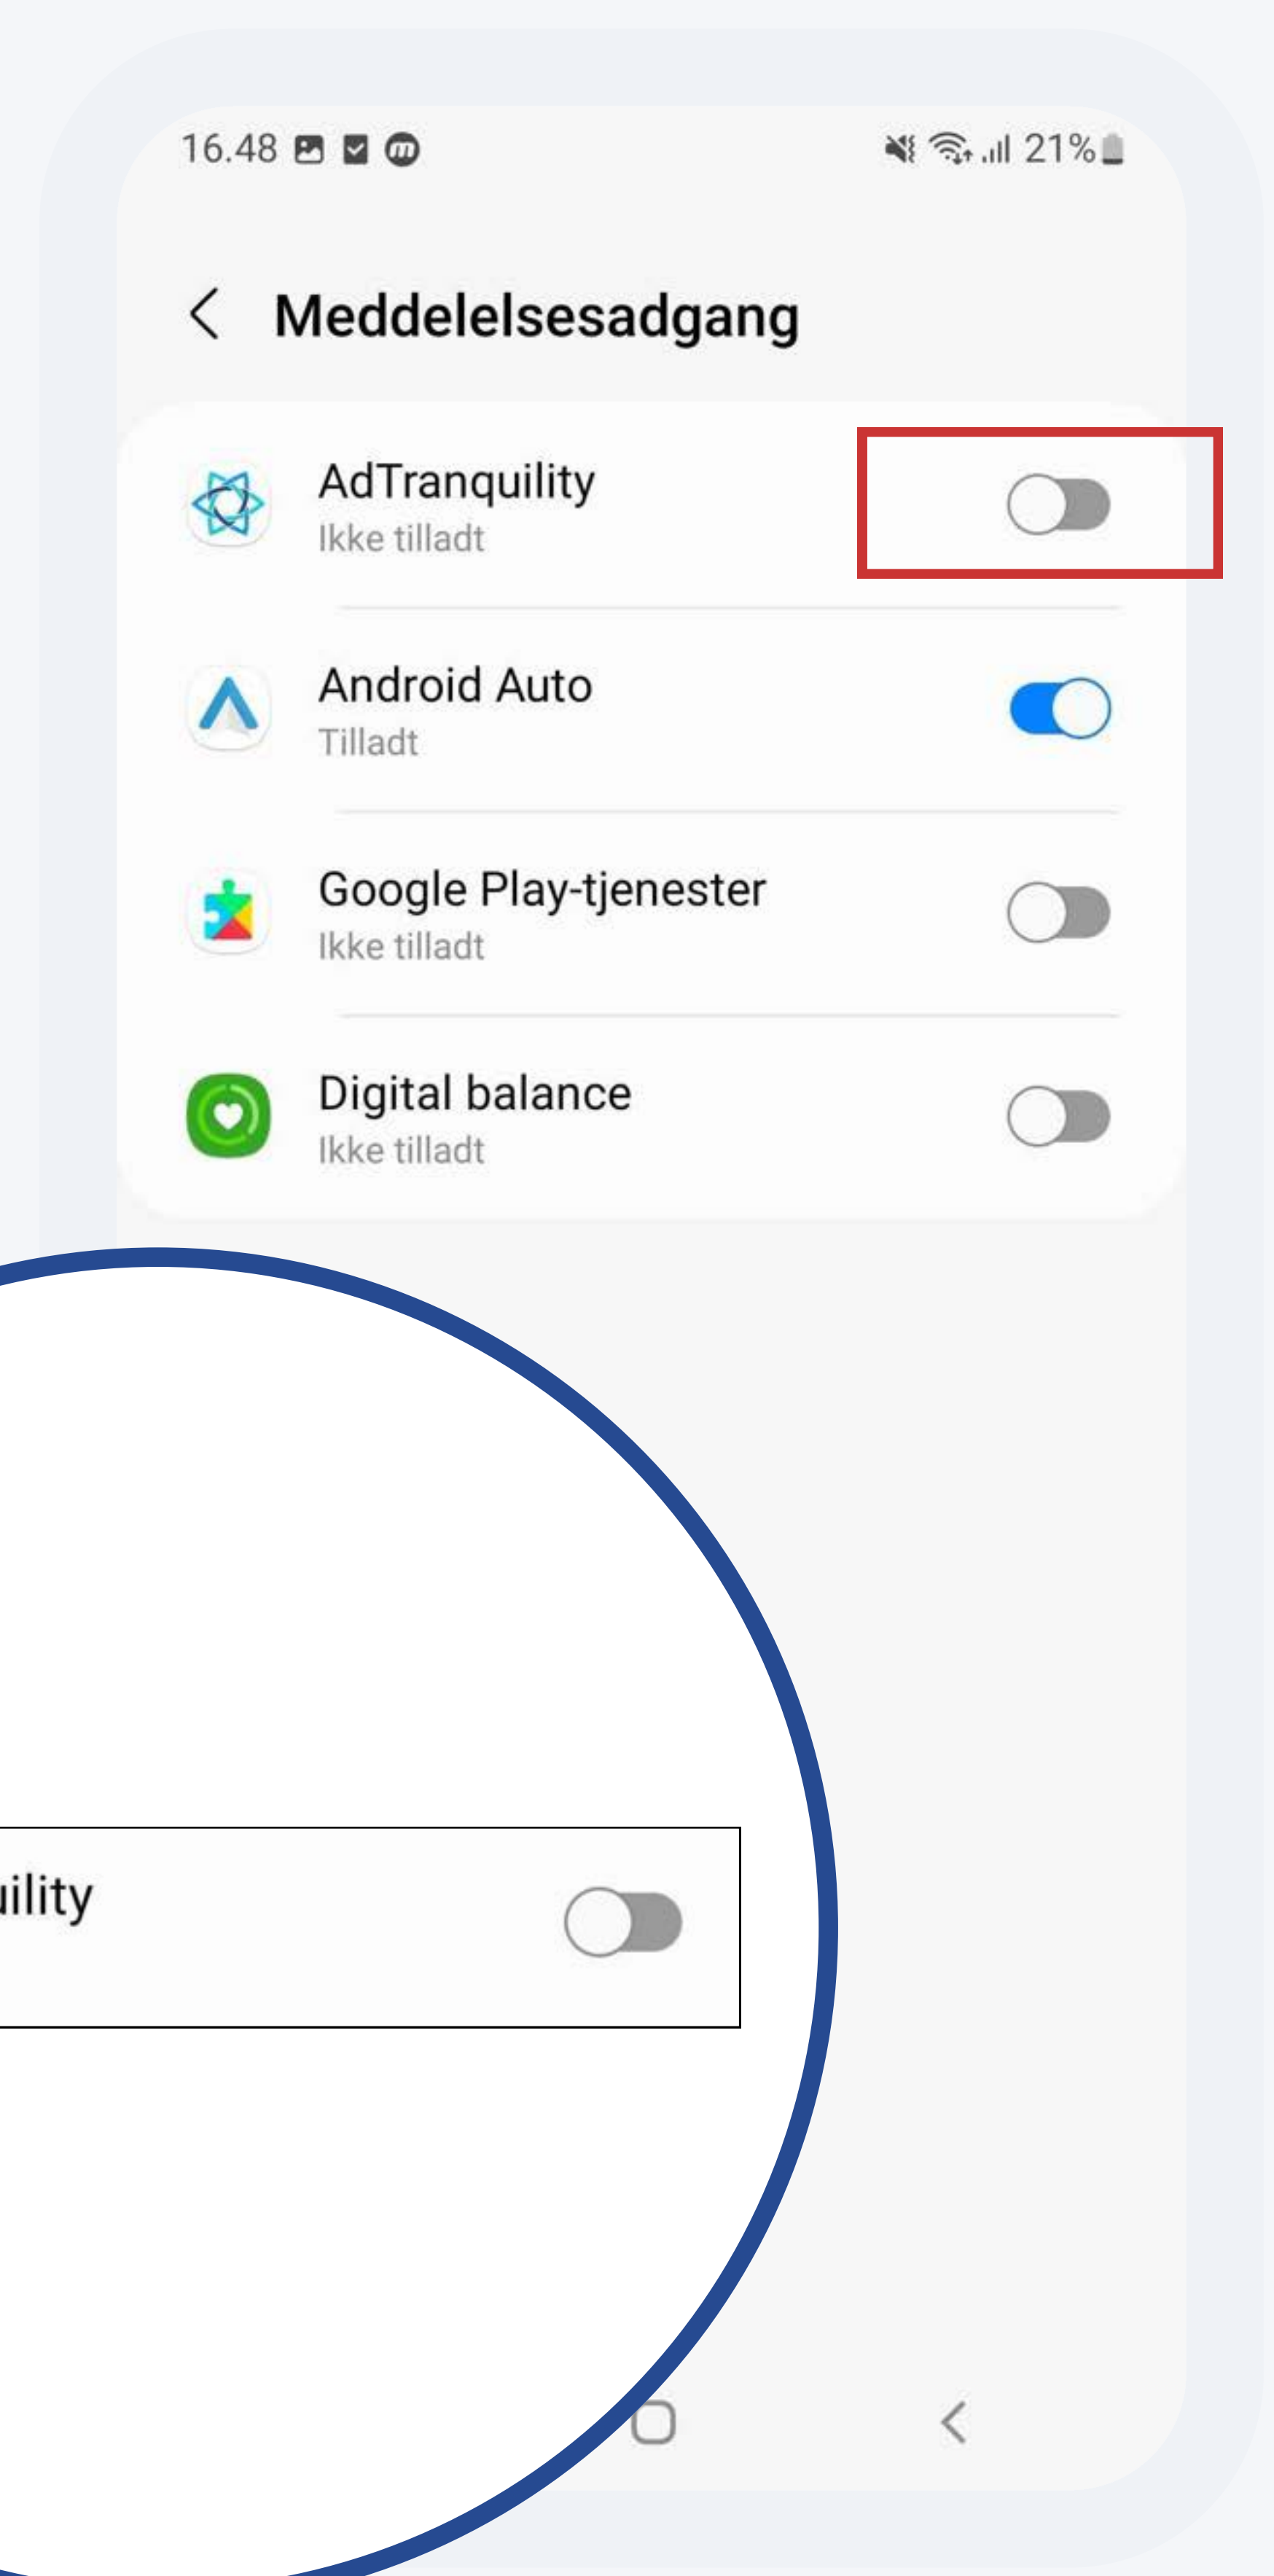 16.48 21%
Meddelelsesadgang
AdTranquility
Ikke tilladt
Android Auto
Tilladt
Google Play-tjenester
Ikke tilladt
Digital balance
Ikke tilladt
uility